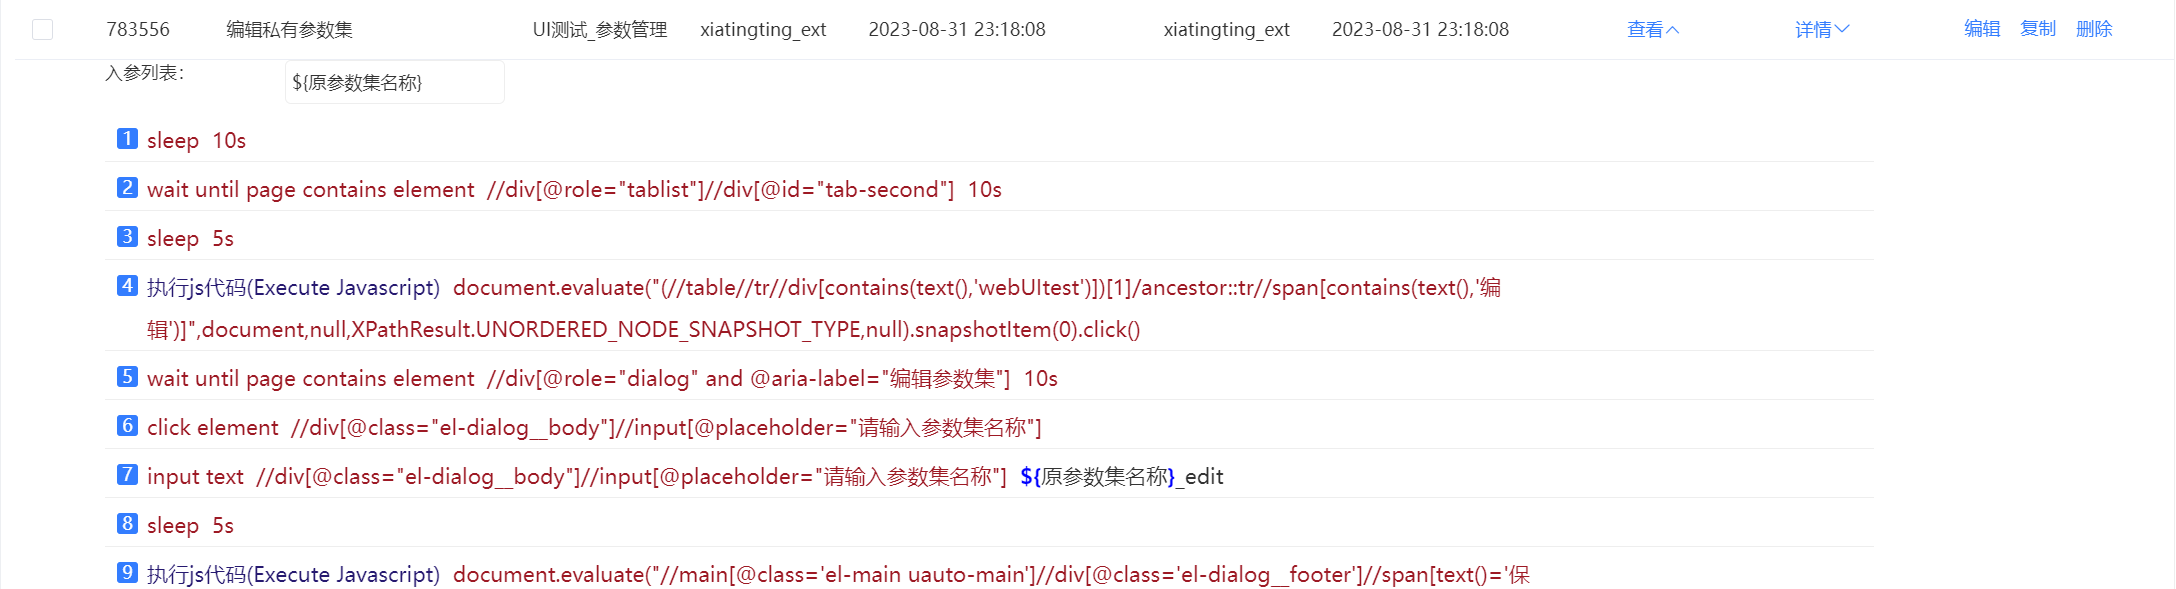 783556 编辑私有参数集 UI测试_参数管理 xiatingting_ext 2023-08-31 23:18:08 xiatingting_ext 2023-08-31 23:18:08 查看 详情 编辑 复制 删除
入参列表: ${原参数集名称}
1 sleep 10s
2 wait until page contains element //div[@role="tablist"]//div[@id="tab-second"] 10s
3 sleep 5s
4 执行js代码(Execute Javascript) document.evaluate("(//table//tr//div[contains(text(),'webUItest')])[1]/ancestor::tr//span[contains(text(),'编
辑')]",document,null,XPathResult.UNORDERED_NODE_SNAPSHOT_TYPE,null).snapshotItem(0).click()
5 wait until page contains element //div[@role="dialog" and @aria-label="编辑参数集"] 10s
6 click element //div[@class="el-dialog__body"]//input[@placeholder="请输入参数集名称"]
7 input text //div[@class="el-dialog__body"]//input[@placeholder="请输入参数集名称"] ${原参数集名称}_edit
8 sleep 5s
9 执行js代码(Execute Javascript) document.evaluate("//main[@class='el-main uauto-main']//div[@class='el-dialog__footer']//span[text()='保